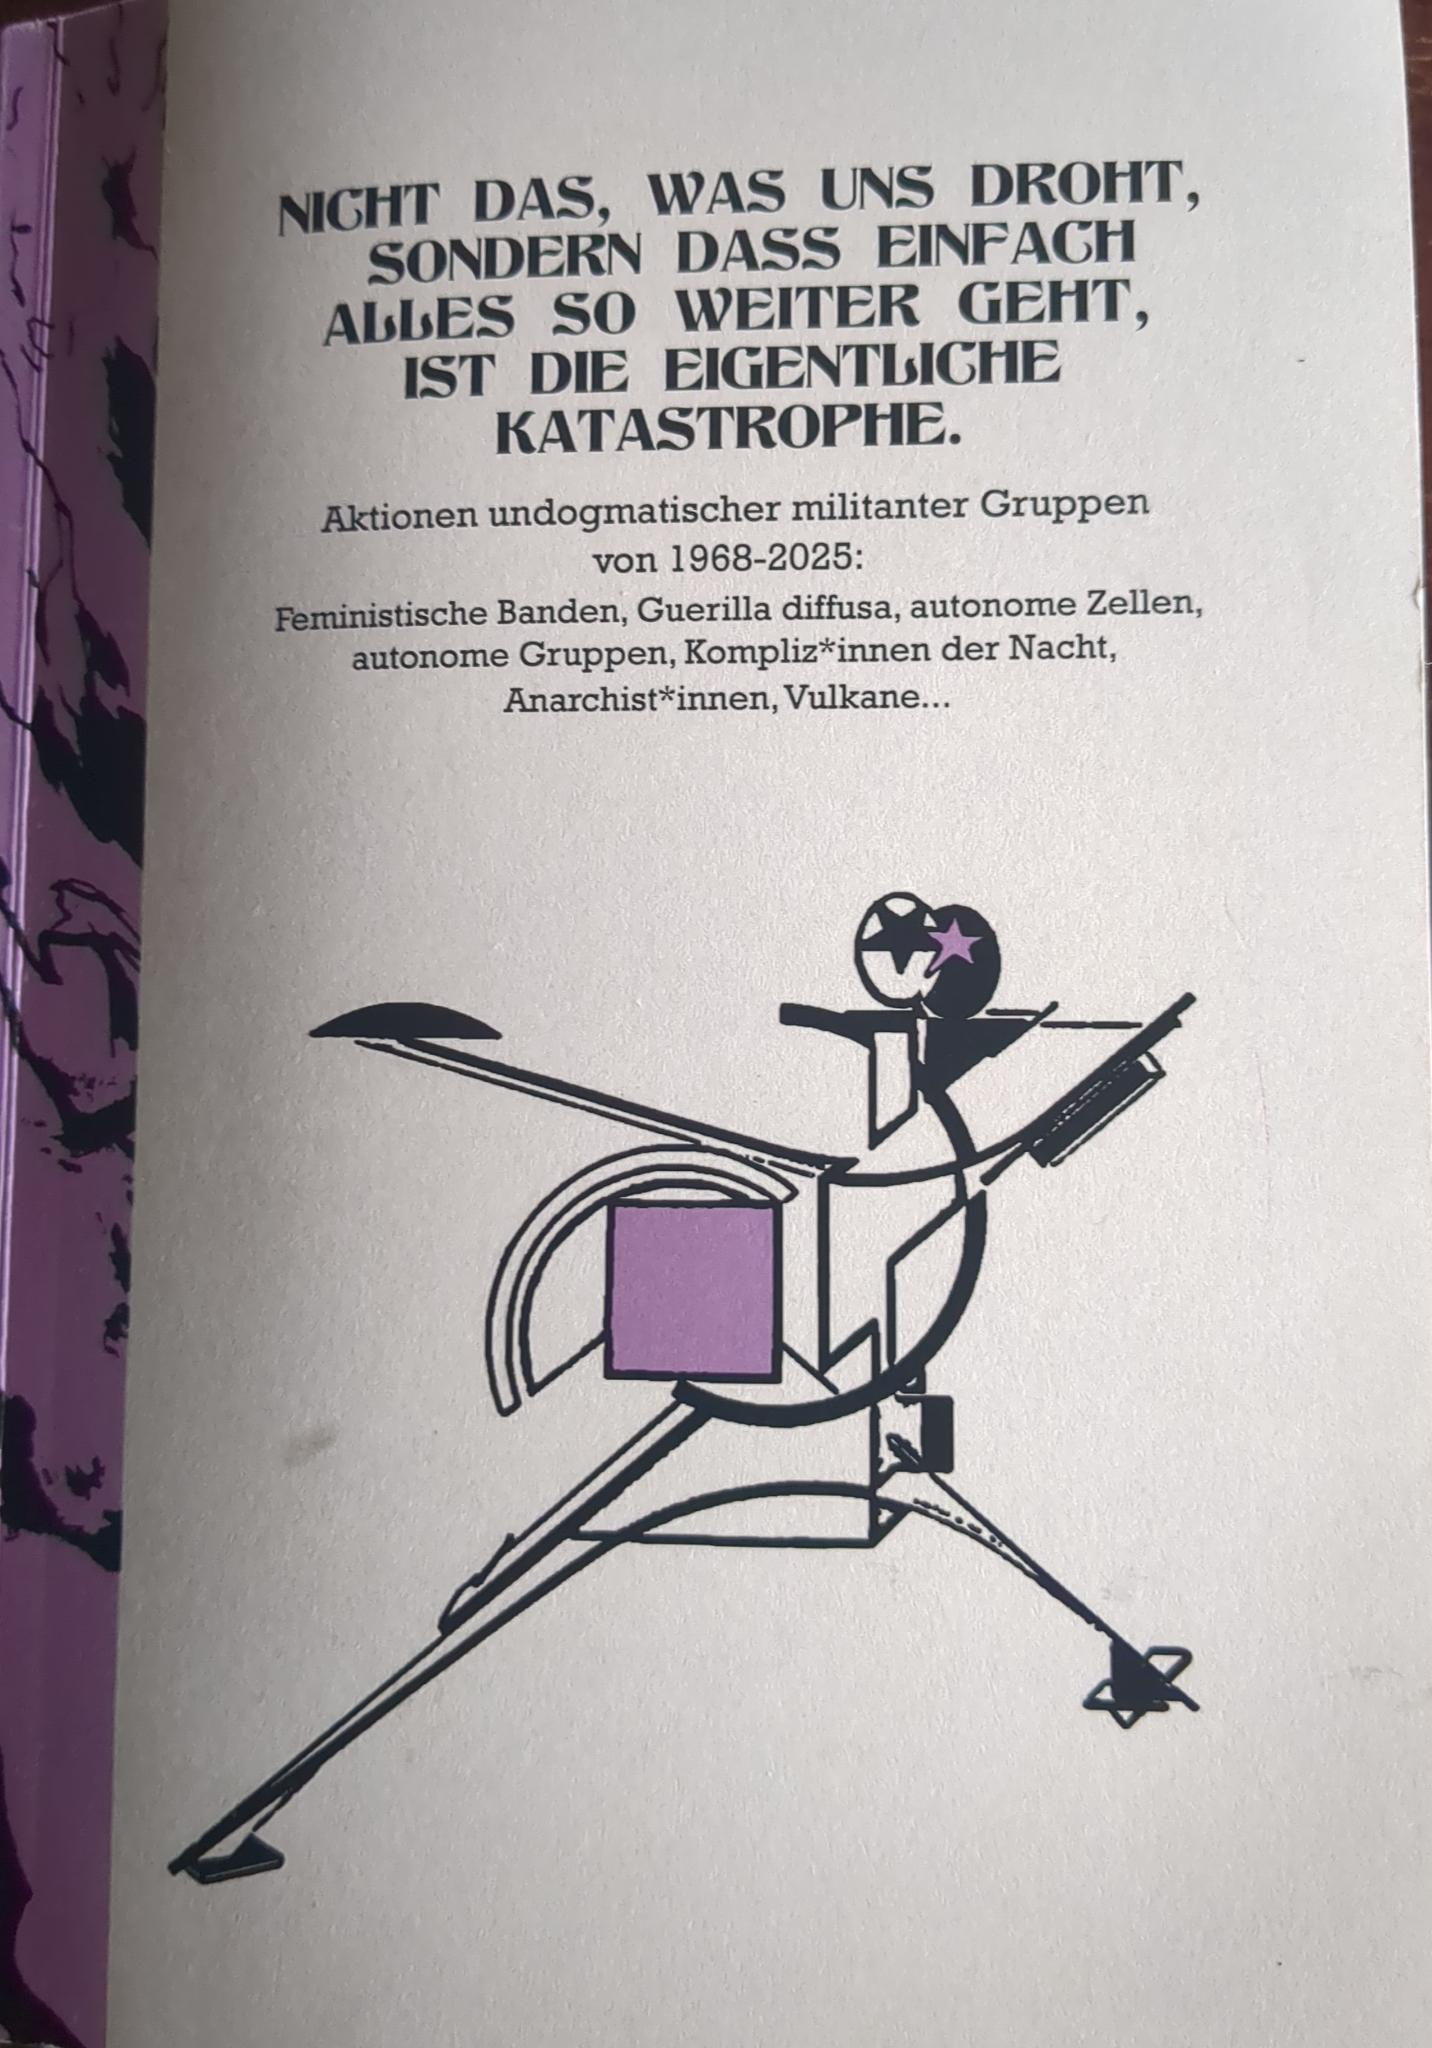 NICHT DAS, WAS UNS DROHT,
SONDERN DASS EINFACH
ALLES SO WEITER GEHT,
IST DIE EIGENTLICHE
KATASTROPHE.
Aktionen undogmatischer militanter Gruppen
von 1968-2025:
Feministische Banden, Guerilla diffusa, autonome Zellen,
autonome Gruppen, Kompliz*innen der Nacht,
Anarchist*innen, Vulkane...